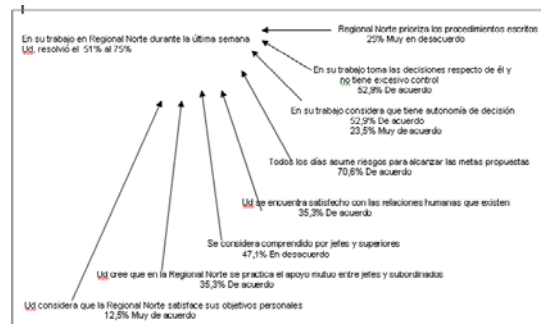 Regional Norte prioriza los procedimientos escritos
25% Muy en desacuerdo
En su trabajo en Regional Norte durante la última semana
Ud. resolvió el 51% al 75%
En su trabajo toma las decisiones respecto de él y
no tiene excesivo control
52,9% De acuerdo
En su trabajo considera que tiene autonomía de decisión
52,9% De acuerdo
23,5% Muy de acuerdo
Todos los días asume riesgos para alcanzar las metas propuestas
70,6% De acuerdo
Ud se encuentra satisfecho con las relaciones humanas que existen
35,3% De acuerdo
Se considera comprendido por jefes y superiores
47,1% En desacuerdo
Ud cree que en la Regional Norte se practica el apoyo mutuo entre jefes y subordinados
35,3% De acuerdo
Ud considera que la Regional Norte satisface sus objetivos personales
12,5% Muy de acuerdo